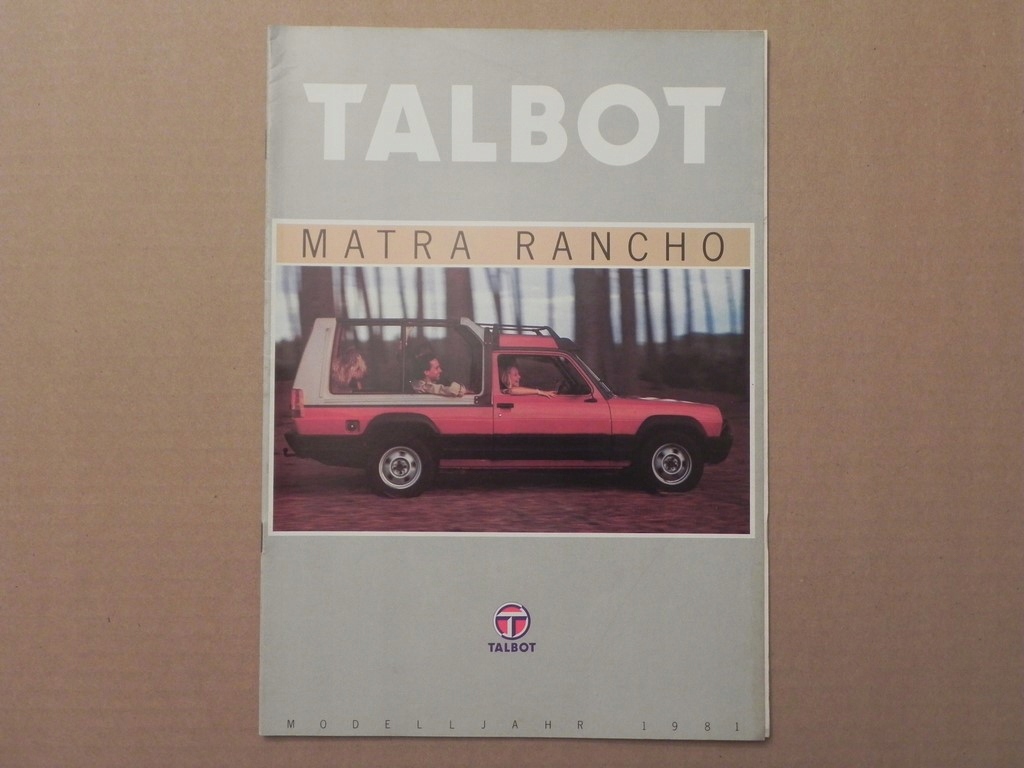 TALBOT
MATRA RANCHO
TALBOT
MODELLJAHR 1981